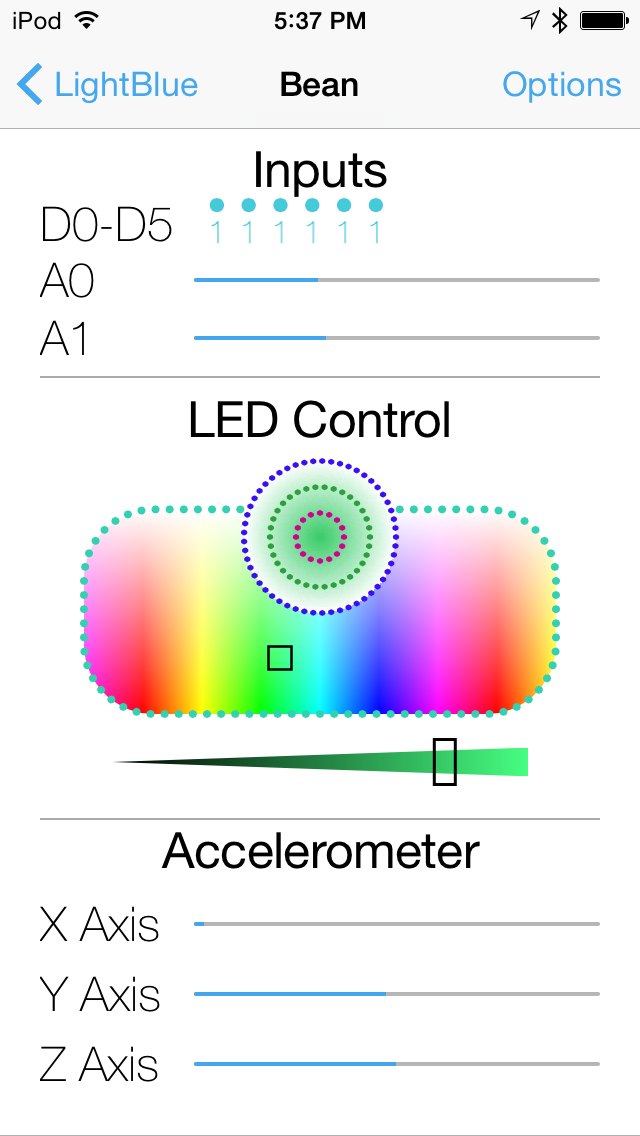 iPod 5:37 PM
LightBlue Bean Options
Inputs
D0-D5 1 1 1 1 1 1
A0
A1
LED Control
Accelerometer
X Axis
Y Axis
Z Axis